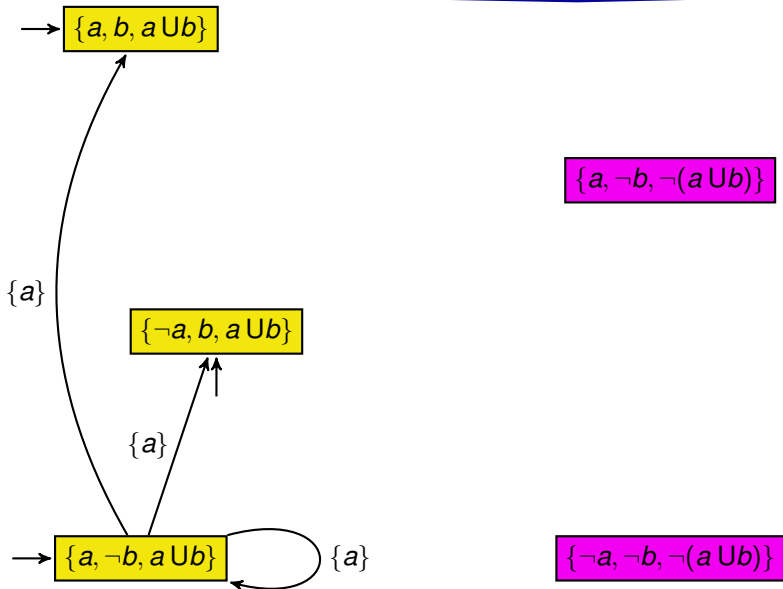 {a, b, a U b}
{a, ¬b, ¬(a U b)}
{a}
{¬a, b, a U b}
{a}
{a, ¬b, a U b}
{a}
{¬a, ¬b, ¬(a U b)}